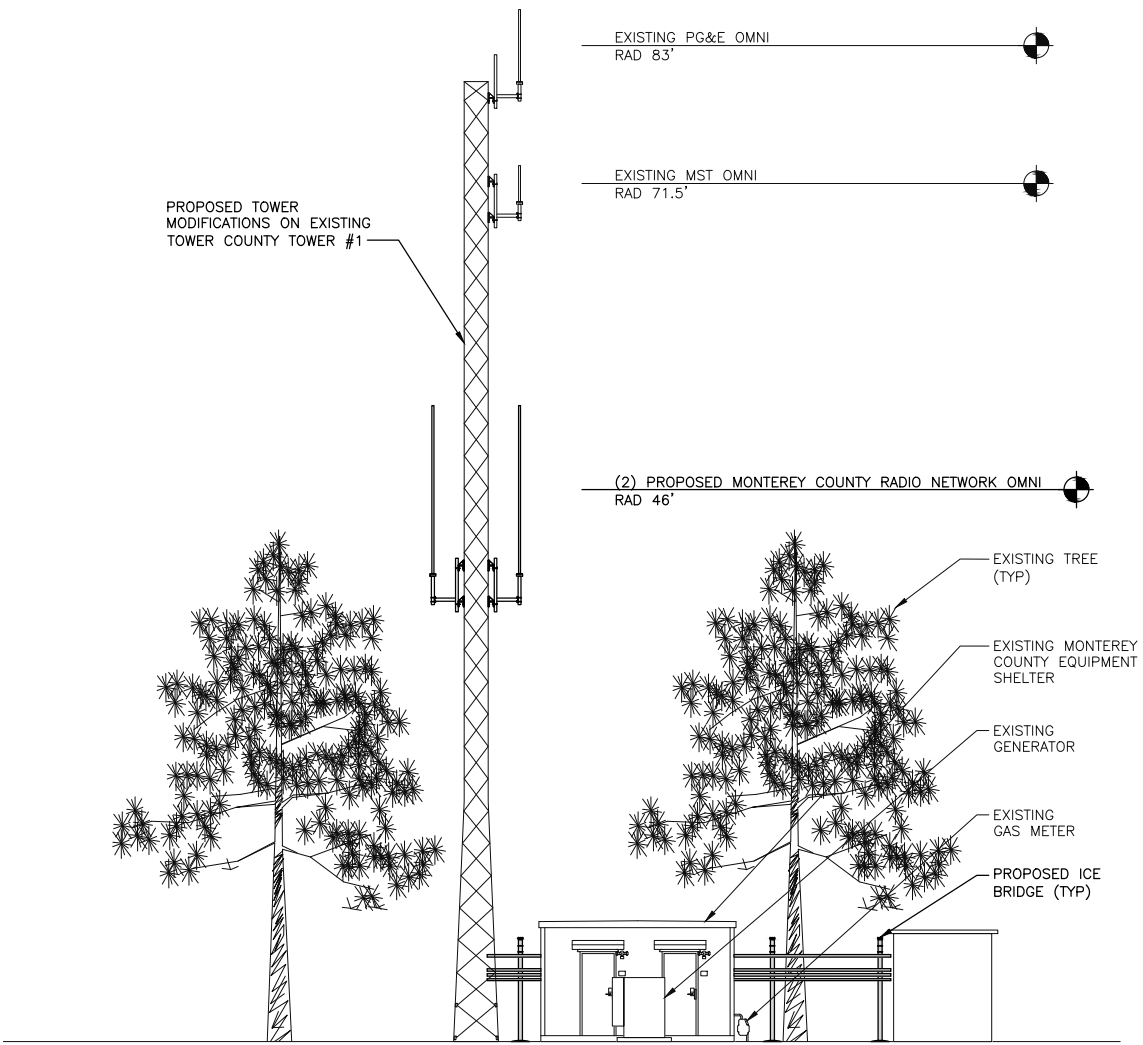 EXISTING PG&E OMNI
RAD 83'
EXISTING MST OMNI
RAD 71.5'
PROPOSED TOWER
MODIFICATIONS ON EXISTING
TOWER COUNTY TOWER #1
(2) PROPOSED MONTEREY COUNTY RADIO NETWORK OMNI
RAD 46'
EXISTING TREE
(TYP)
EXISTING MONTEREY
COUNTY EQUIPMENT
SHELTER
EXISTING
GENERATOR
EXISTING
GAS METER
PROPOSED ICE
BRIDGE (TYP)